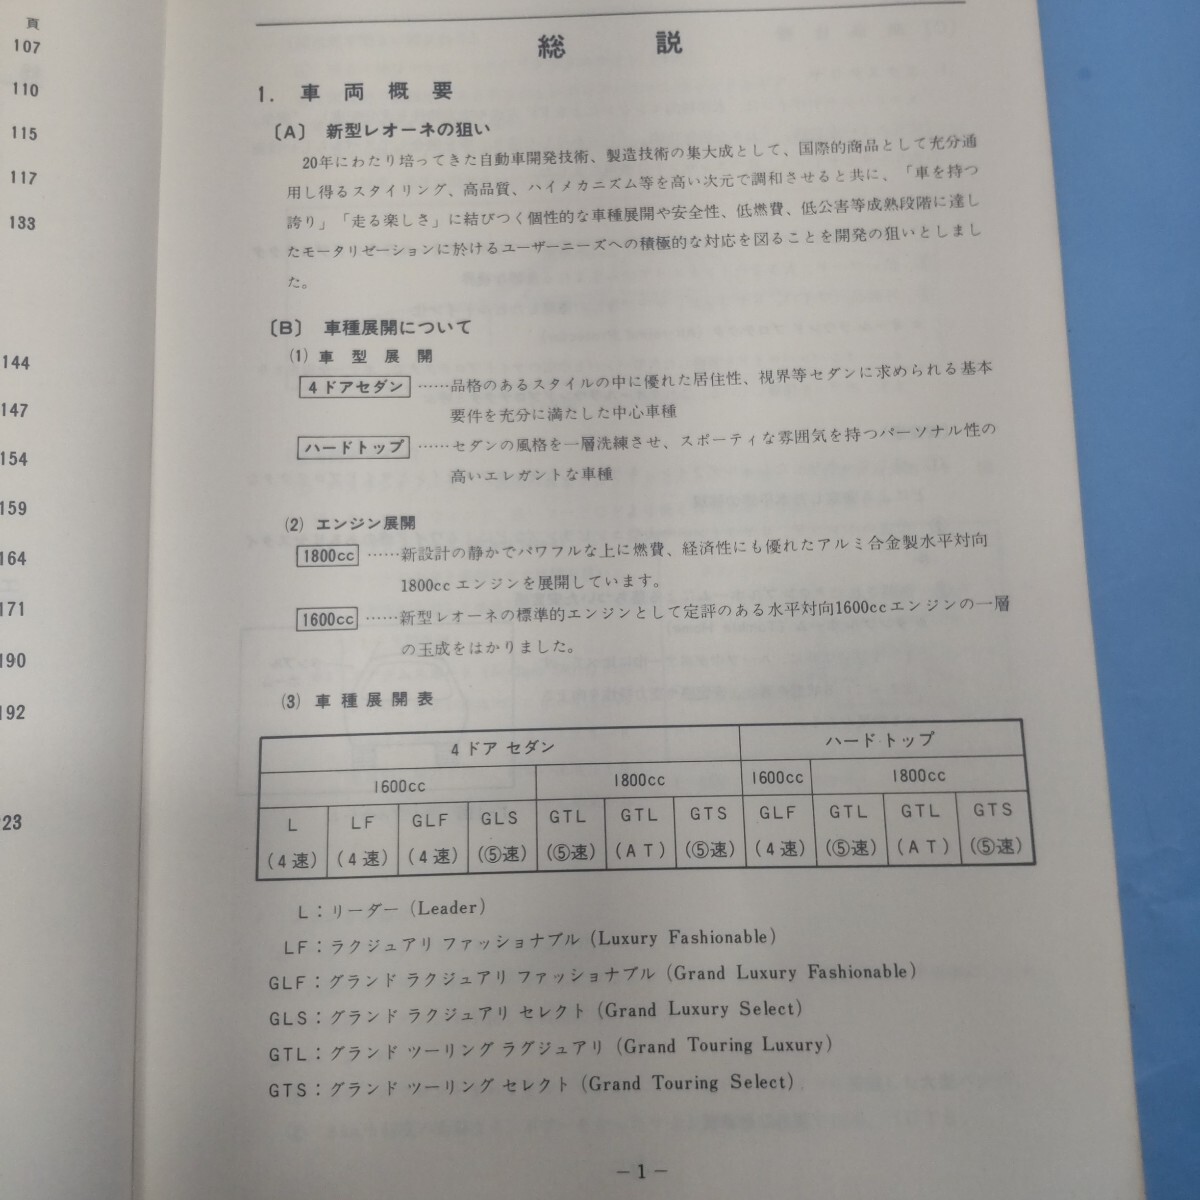 頁
107
110
115
117
133
144
147
154
159
164
171
190
192
23
総 説
1. 車両概要
〔A〕 新型レオーネの狙い
20年にわたり培ってきた自動車開発技術、製造技術の集大成として、国際的商品として充分通
用し得るスタイリング、高品質、ハイメカニズム等を高い次元で調和させると共に、「車を持つ
誇り」「走る楽しさ」に結びつく個性的な車種展開や安全性、低燃費、低公害等成熟段階に達し
たモータリゼーションに於けるユーザーニーズへの積極的な対応を図ることを開発の狙いとしまし
た。
〔B〕 車種展開について
(1) 車型展開
4ドアセダン ……品格のあるスタイルの中に優れた居住性、視界等セダンに求められる基本
要件を充分に満たした中心車種
ハードトップ ……セダンの風格を一層洗練させ、スポーティな雰囲気を持つパーソナル性の
高いエレガントな車種
(2) エンジン展開
1800cc ……新設計の静かでパワフルな上に燃費、経済性にも優れたアルミ合金製水平対向
1800ccエンジンを展開しています。
1600cc ……新型レオーネの標準的エンジンとして定評のある水平対向1600ccエンジンの一層
の玉成をはかりました。
(3) 車種展開表
4ドア セダン ハードトップ
1600cc 1800cc 1600cc 1800cc
L LF GLF GLS GTL GTL GTS GLF GTL GTL GTS
(4速) (4速) (4速) (⑤速) (⑤速) (AT) (⑤速) (4速) (⑤速) (AT) (⑤速)
L：リーダー(Leader)
LF：ラクジュアリ ファッショナブル(Luxury Fashionable)
GLF：グランド ラクジュアリ ファッショナブル(Grand Luxury Fashionable)
GLS：グランド ラクジュアリ セレクト(Grand Luxury Select)
GTL：グランド ツーリング ラグジュアリ(Grand Touring Luxury)
GTS：グランド ツーリング セレクト(Grand Touring Select)
－1－